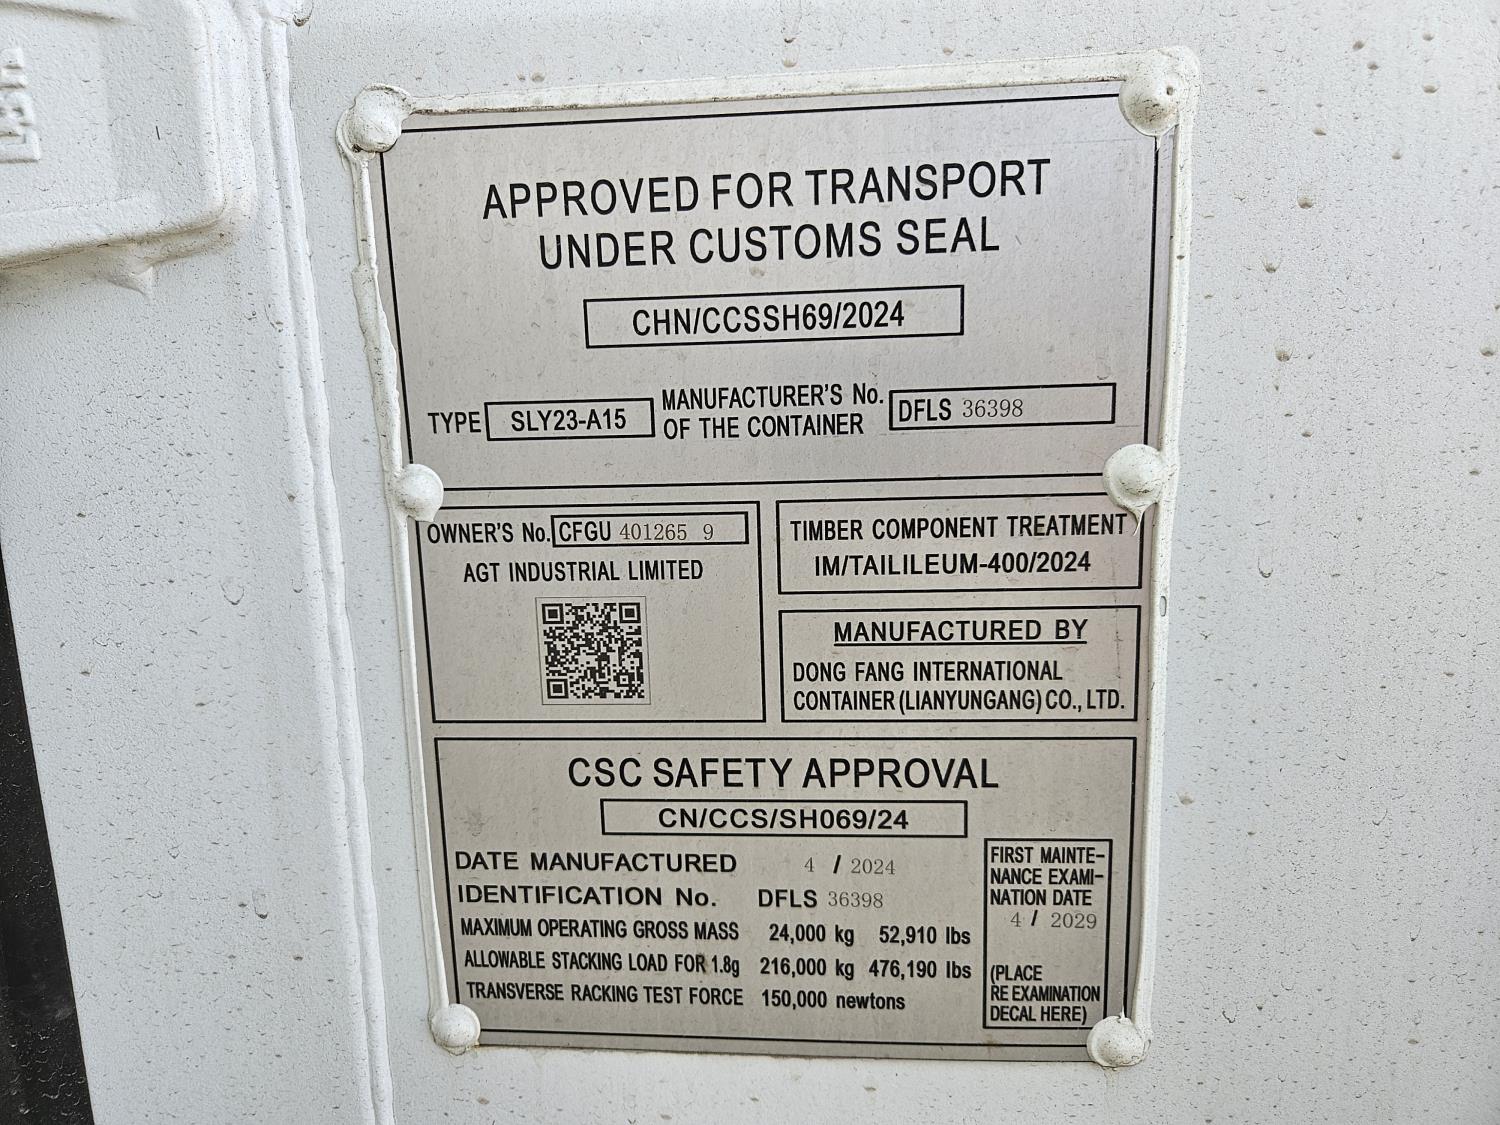 APPROVED FOR TRANSPORT
UNDER CUSTOMS SEAL
CHN/CCSSH69/2024
TYPE SLY23-A15
MANUFACTURER'S No.
OF THE CONTAINER
DFLS 36398
OWNER'S No. CFGU 401265 9
AGT INDUSTRIAL LIMITED
TIMBER COMPONENT TREATMENT
IM/TAILILEUM-400/2024
MANUFACTURED BY
DONG FANG INTERNATIONAL
CONTAINER (LIANYUNGANG) CO., LTD.
CSC SAFETY APPROVAL
CN/CCS/SH069/24
DATE MANUFACTURED 4 / 2024
IDENTIFICATION No. DFLS 36398
MAXIMUM OPERATING GROSS MASS 24,000 kg 52,910 lbs
ALLOWABLE STACKING LOAD FOR 1.8g 216,000 kg 476,190 lbs
TRANSVERSE RACKING TEST FORCE 150,000 newtons
FIRST MAINTE-
NANCE EXAMI-
NATION DATE
4 / 2029
(PLACE
RE EXAMINATION
DECAL HERE)